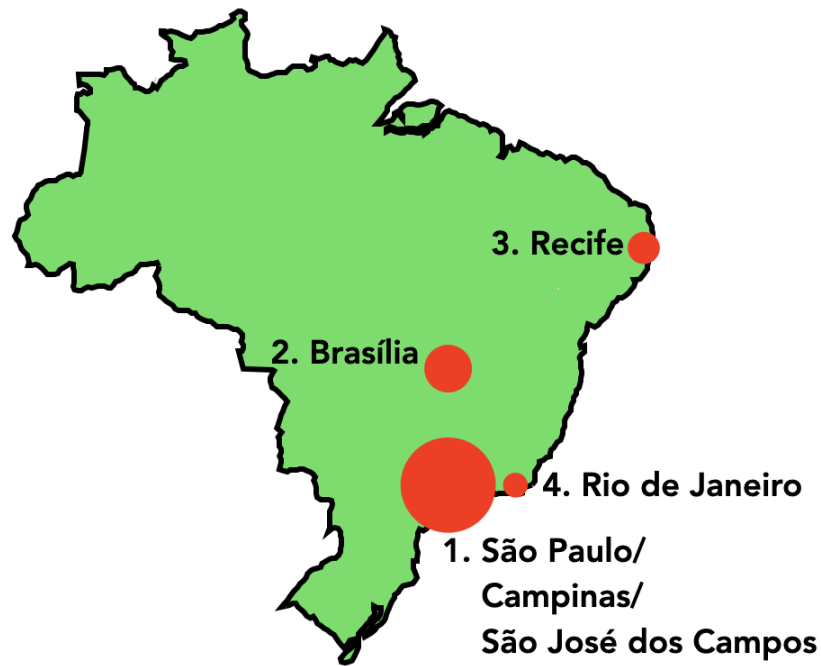 3. Recife
2. Brasília
4. Rio de Janeiro
1. São Paulo/
Campinas/
São José dos Campos